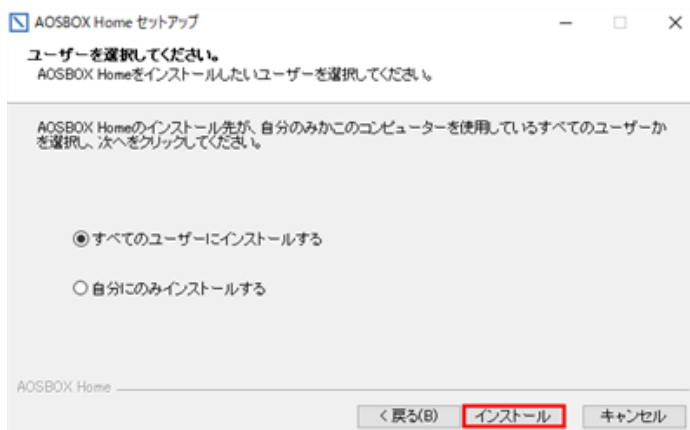 AOSBOX Home セットアップ
ユーザーを選択してください。
AOSBOX Homeをインストールしたいユーザーを選択してください。
AOSBOX Homeのインストール先が、自分のみかこのコンピューターを使用しているすべてのユーザーか
を選択し、次へをクリックしてください。
すべてのユーザーにインストールする
自分にのみインストールする
AOSBOX Home
< 戻る(B) インストール キャンセル